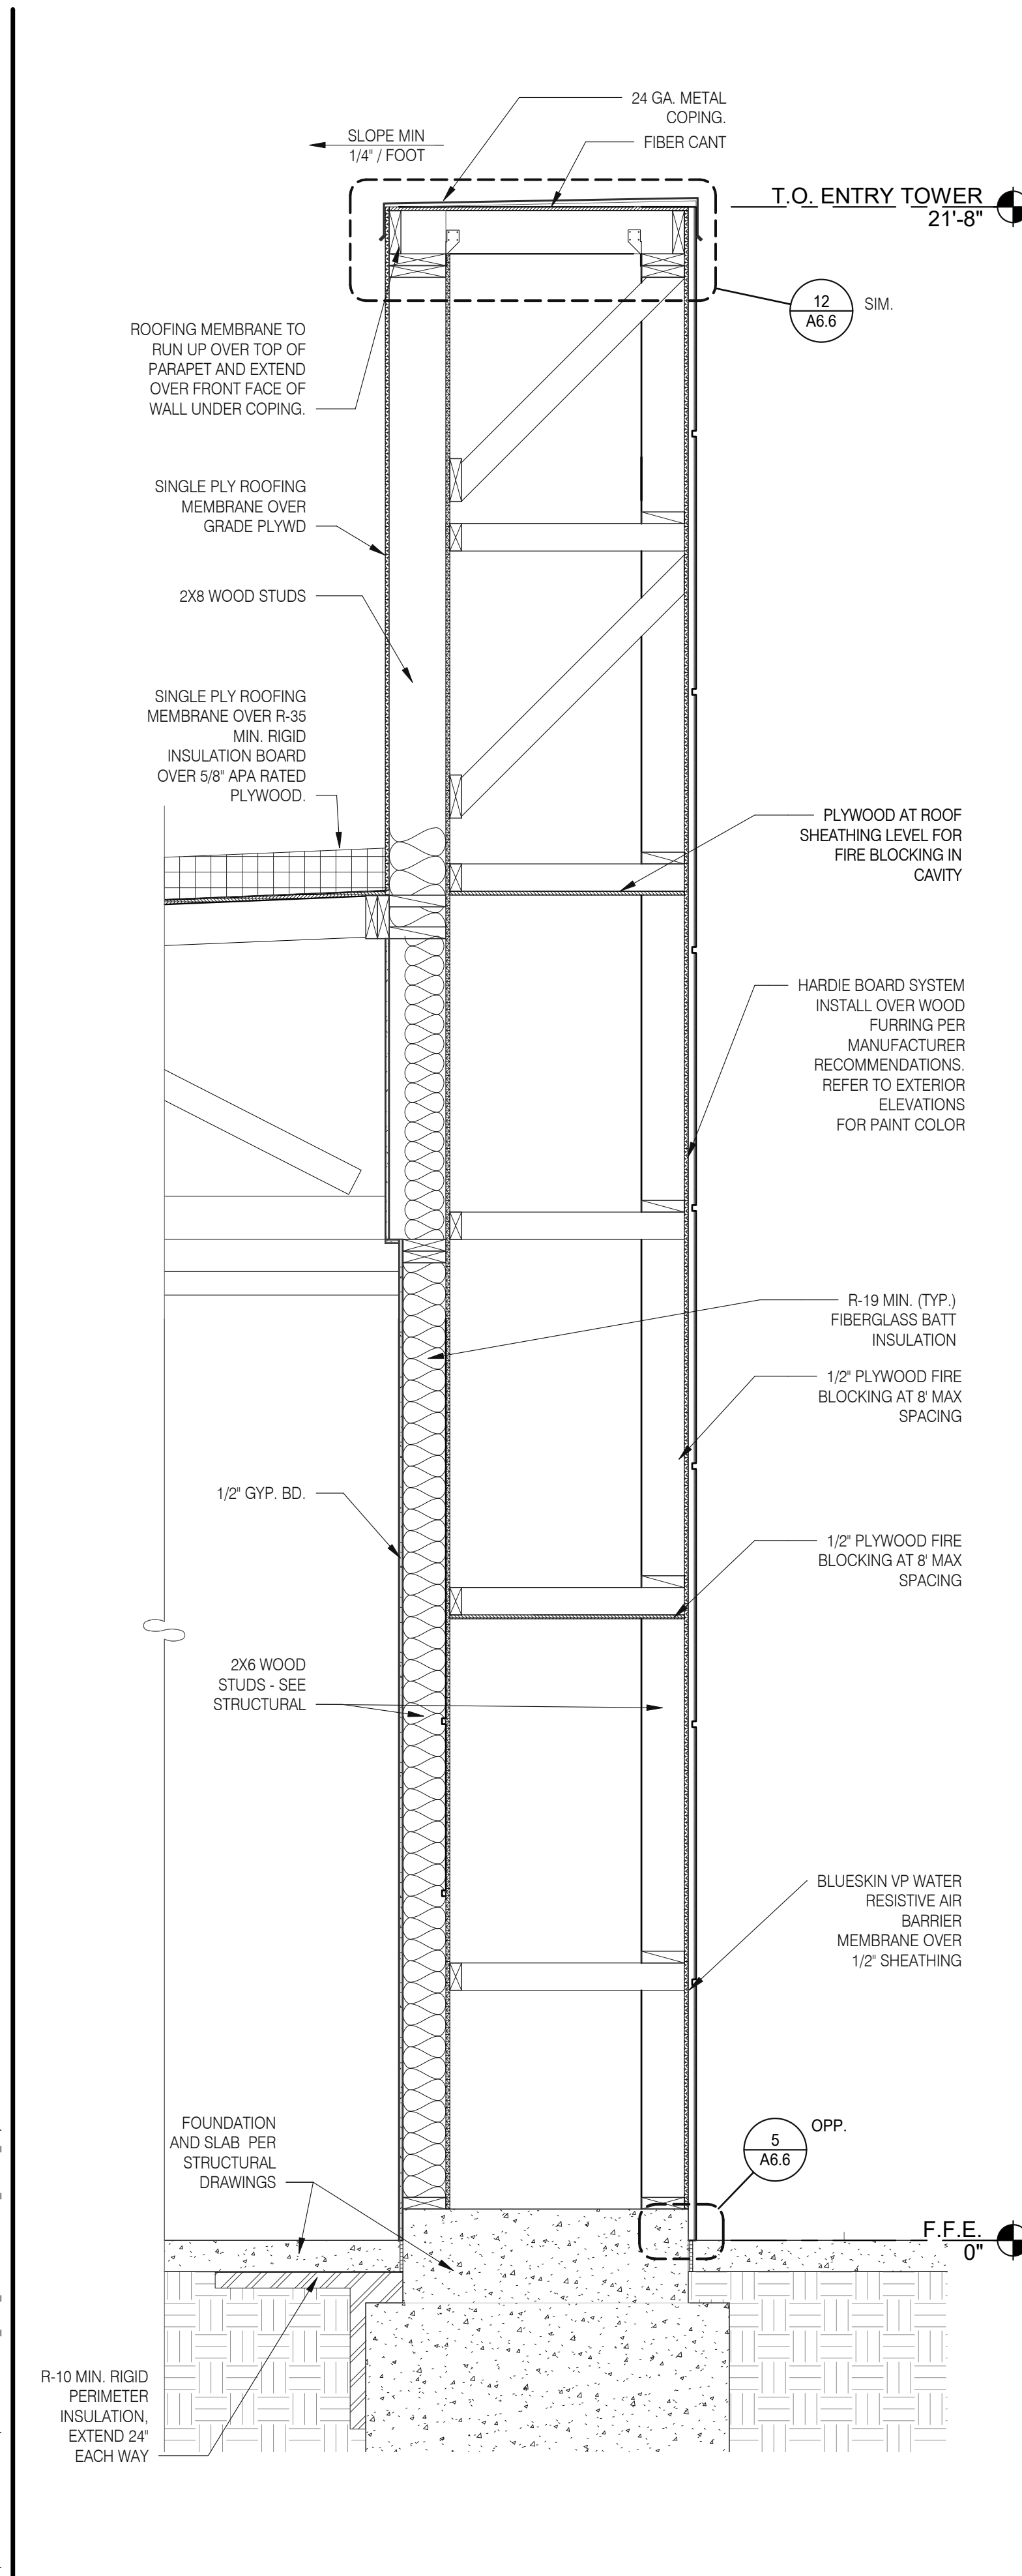 24 GA. METAL
COPING.
FIBER CANT
SLOPE MIN
1/4" / FOOT
T.O. ENTRY TOWER
21'-8"
12
A6.6
SIM.
ROOFING MEMBRANE TO
RUN UP OVER TOP OF
PARAPET AND EXTEND
OVER FRONT FACE OF
WALL UNDER COPING.
SINGLE PLY ROOFING
MEMBRANE OVER
GRADE PLYWD
2X8 WOOD STUDS
SINGLE PLY ROOFING
MEMBRANE OVER R-35
MIN. RIGID
INSULATION BOARD
OVER 5/8" APA RATED
PLYWOOD.
PLYWOOD AT ROOF
SHEATHING LEVEL FOR
FIRE BLOCKING IN
CAVITY
HARDIE BOARD SYSTEM
INSTALL OVER WOOD
FURRING PER
MANUFACTURER
RECOMMENDATIONS.
REFER TO EXTERIOR
ELEVATIONS
FOR PAINT COLOR
R-19 MIN. (TYP.)
FIBERGLASS BATT
INSULATION
1/2" PLYWOOD FIRE
BLOCKING AT 8' MAX
SPACING
1/2" GYP. BD.
1/2" PLYWOOD FIRE
BLOCKING AT 8' MAX
SPACING
2X6 WOOD
STUDS - SEE
STRUCTURAL
BLUESKIN VP WATER
RESISTIVE AIR
BARRIER
MEMBRANE OVER
1/2" SHEATHING
FOUNDATION
AND SLAB PER
STRUCTURAL
DRAWINGS
5
A6.6
OPP.
F.F.E.
0"
R-10 MIN. RIGID
PERIMETER
INSULATION,
EXTEND 24"
EACH WAY